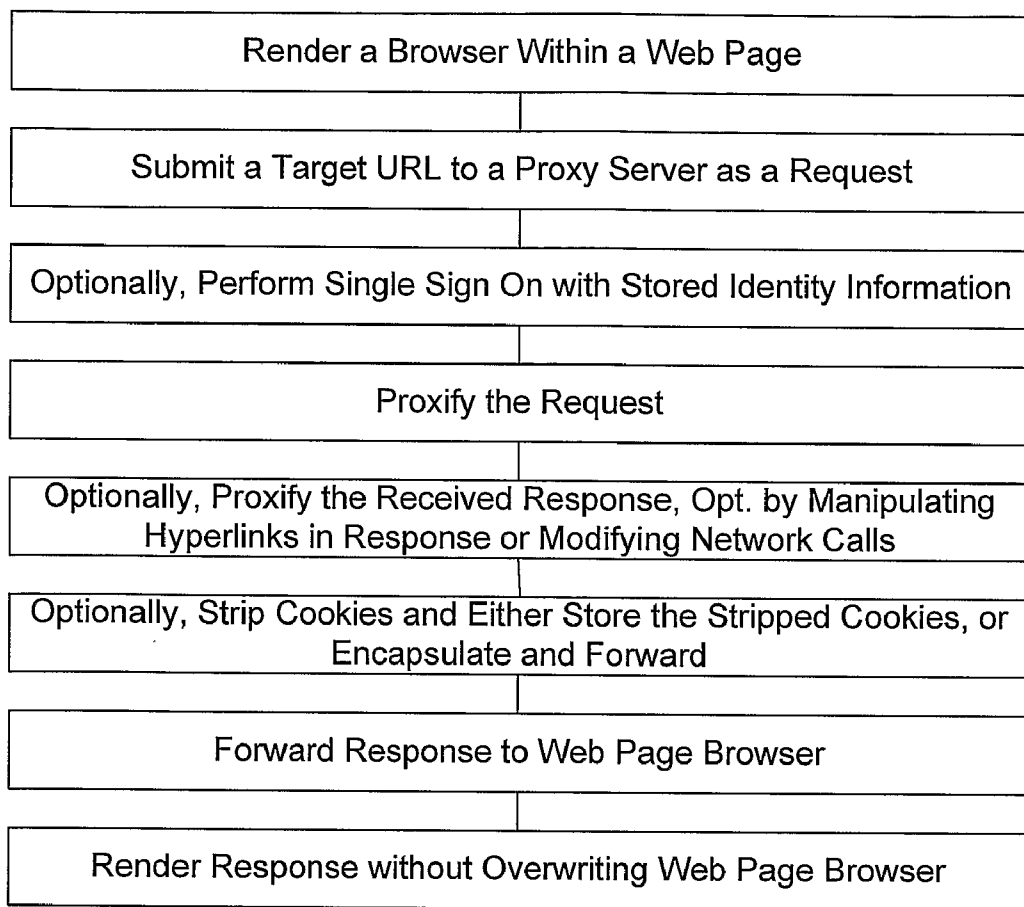 Render a Browser Within a Web Page
Submit a Target URL to a Proxy Server as a Request
Optionally, Perform Single Sign On with Stored Identity Information
Proxify the Request
Optionally, Proxify the Received Response, Opt. by Manipulating
Hyperlinks in Response or Modifying Network Calls
Optionally, Strip Cookies and Either Store the Stripped Cookies, or
Encapsulate and Forward
Forward Response to Web Page Browser
Render Response without Overwriting Web Page Browser